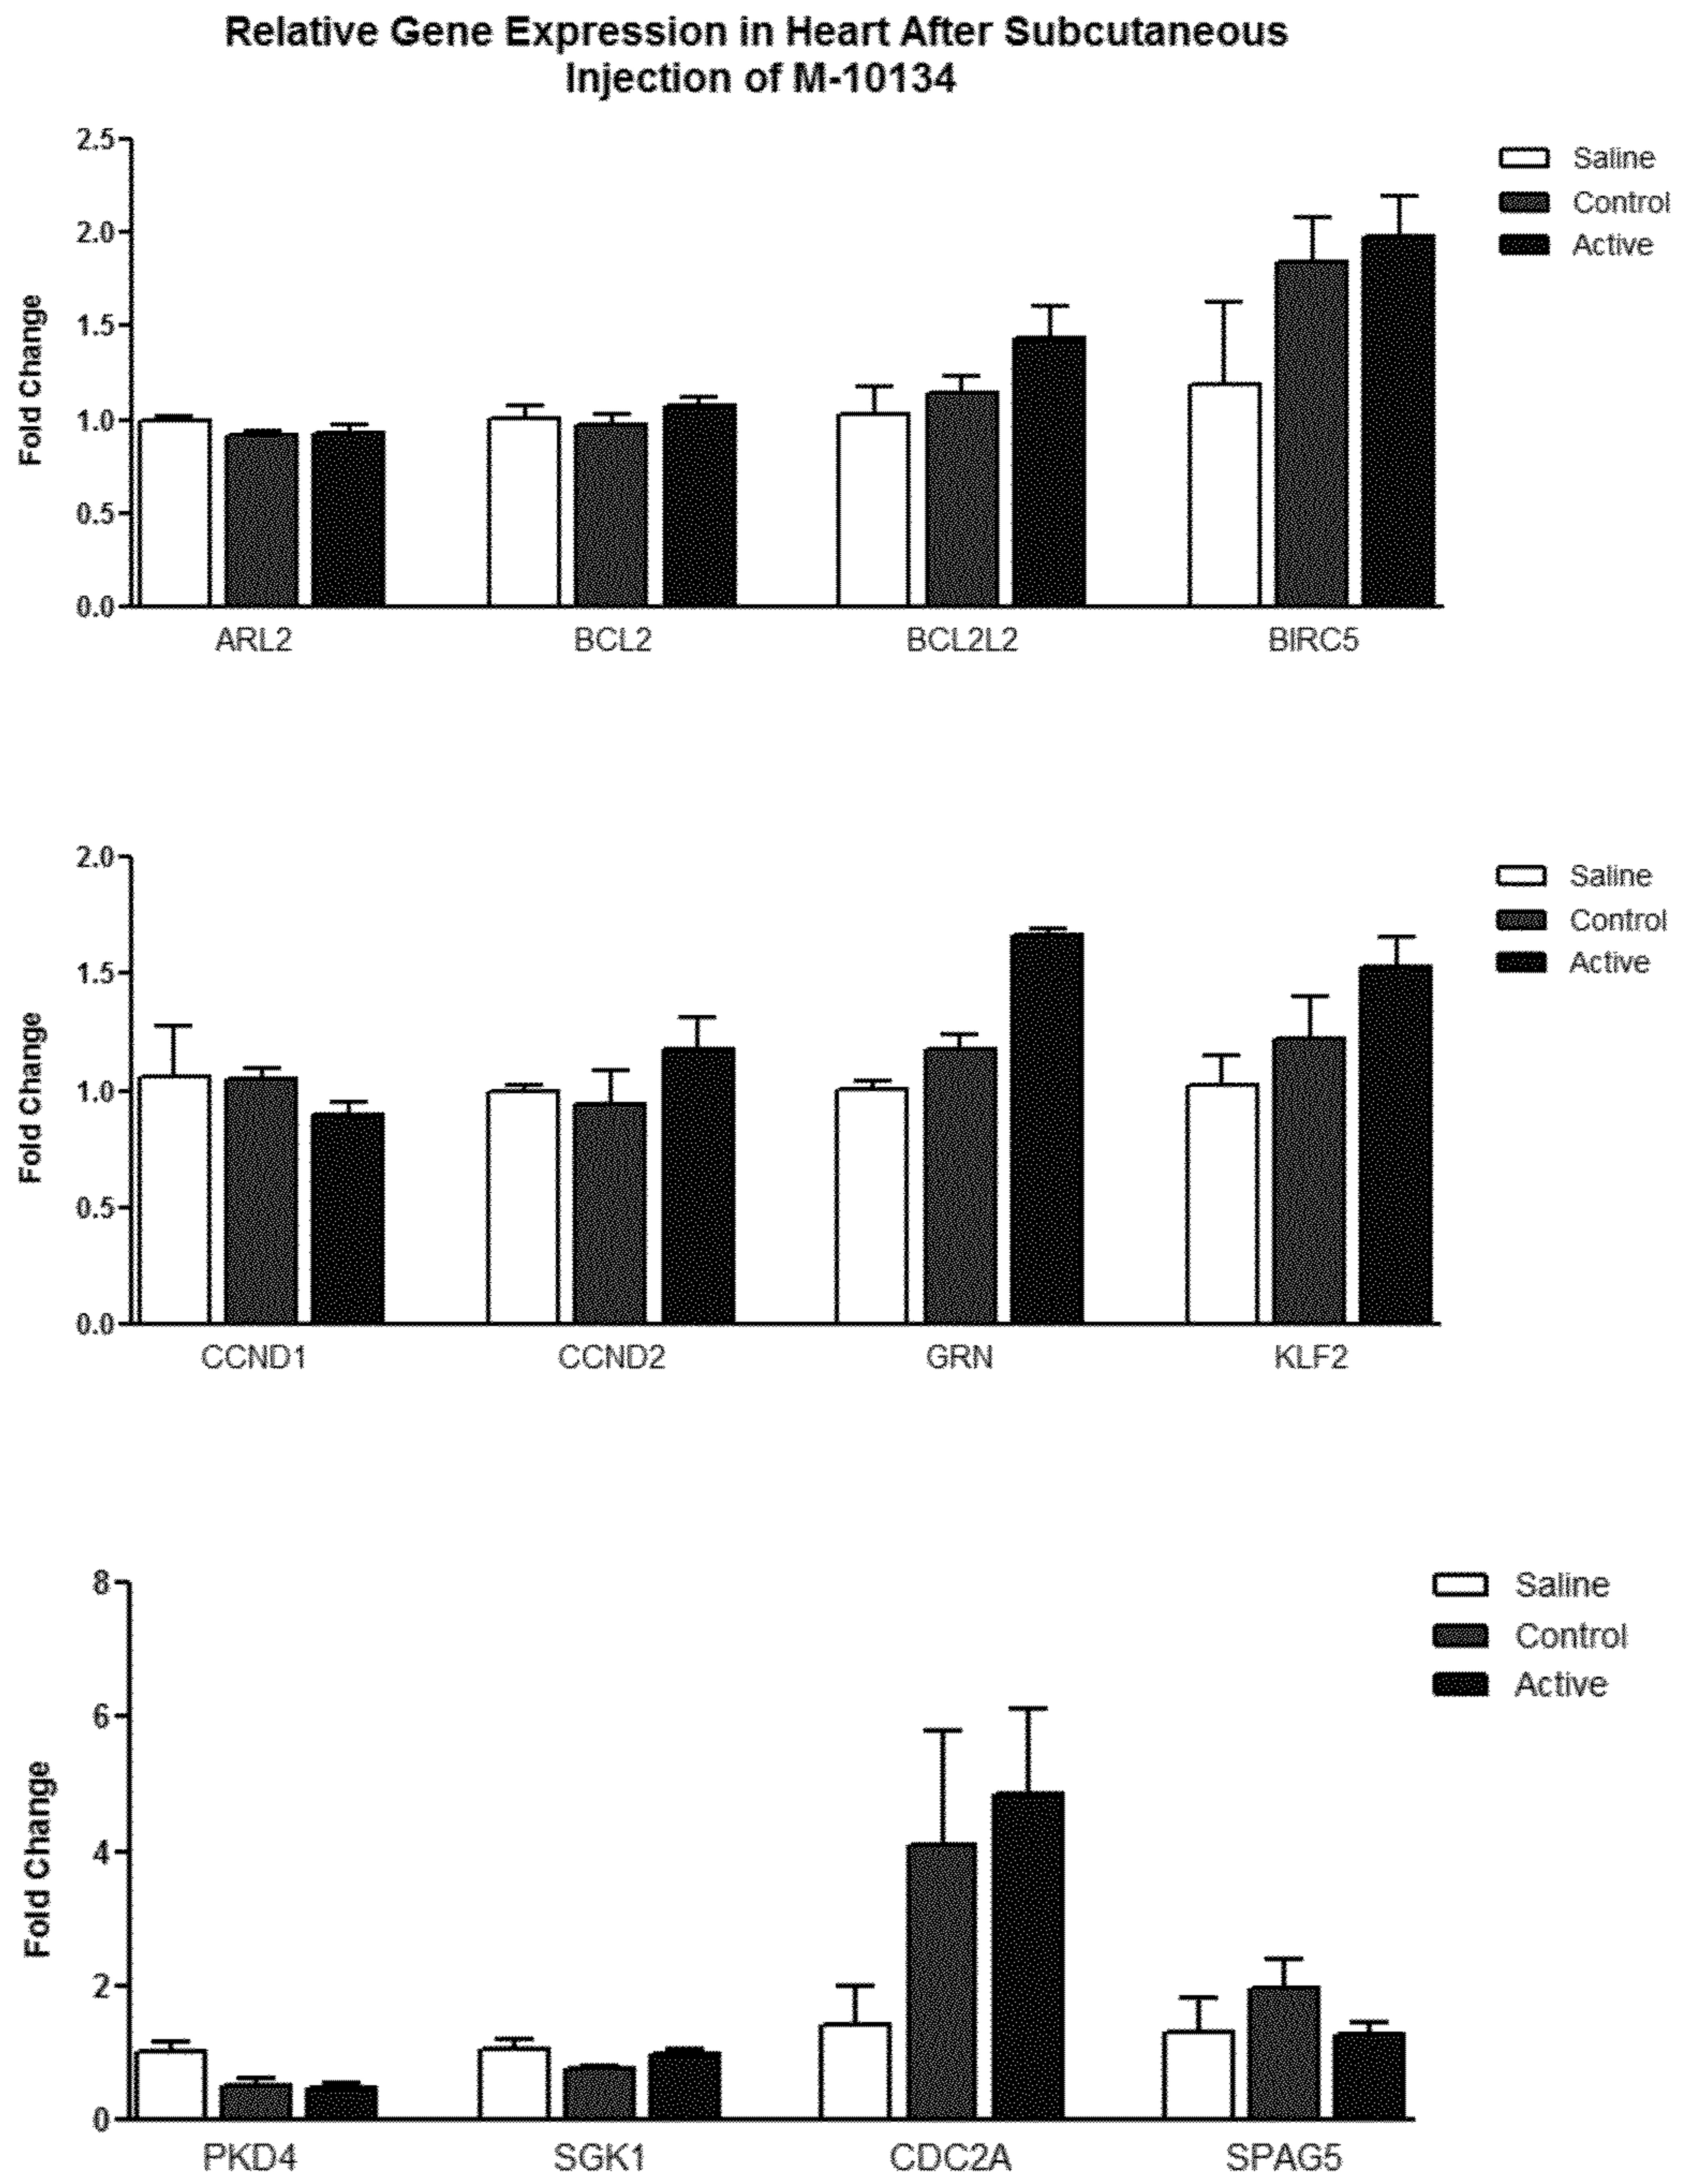 Relative Gene Expression in Heart After Subcutaneous
Injection of M-10134
2.5
2.0
1.5
1.0
0.5
0.0
Fold Change
ARL2
BCL2
BCL2L2
BIRC5
Saline
Control
Active
2.0
1.5
1.0
0.5
0.0
Fold Change
CCND1
CCND2
GRN
KLF2
Saline
Control
Active
8
6
4
2
0
Fold Change
PKD4
SGK1
CDC2A
SPAG5
Saline
Control
Active